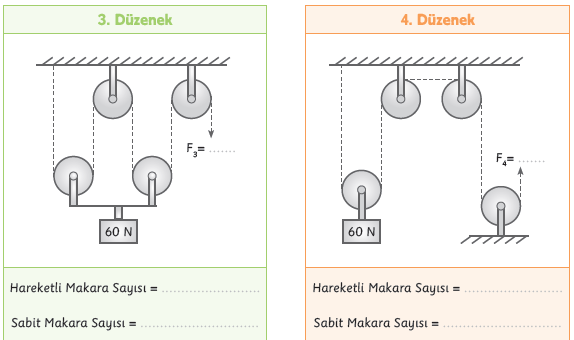 3. Düzenek
F3= .......
60 N
Hareketli Makara Sayısı = .......................
Sabit Makara Sayısı = ............................
4. Düzenek
F4= .......
60 N
Hareketli Makara Sayısı = .......................
Sabit Makara Sayısı = ............................